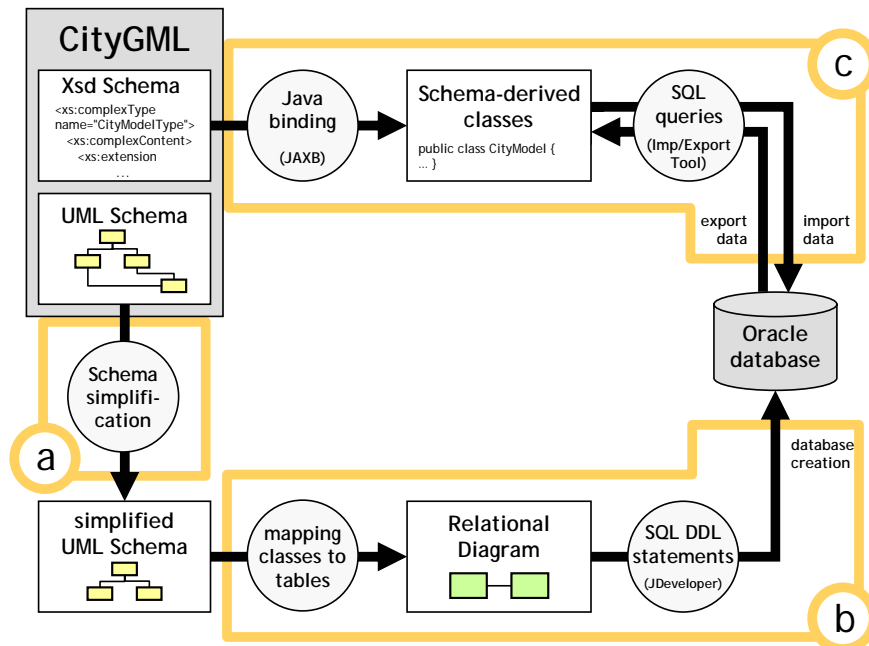 CityGML
Xsd Schema
<xs:complexType
name="CityModelType">
<xs:complexContent>
<xs:extension
...
UML Schema
Java
binding
(JAXB)
Schema-derived
classes
public class CityModel {
... }
SQL
queries
(Imp/Export
Tool)
c
export
data
import
data
Oracle
database
Schema
simplifi-
cation
a
simplified
UML Schema
mapping
classes to
tables
Relational
Diagram
SQL DDL
statements
(JDeveloper)
database
creation
b